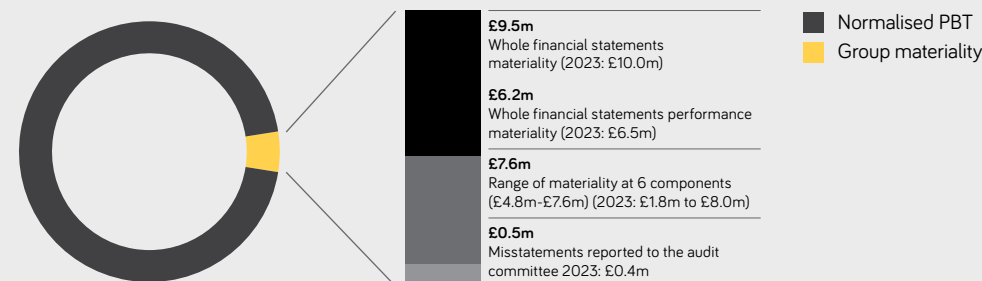 £9.5m
Whole financial statements
materiality (2023: £10.0m)
£6.2m
Whole financial statements performance
materiality (2023: £6.5m)
£7.6m
Range of materiality at 6 components
(£4.8m-£7.6m) (2023: £1.8m to £8.0m)
£0.5m
Misstatements reported to the audit
committee 2023: £0.4m
Normalised PBT
Group materiality